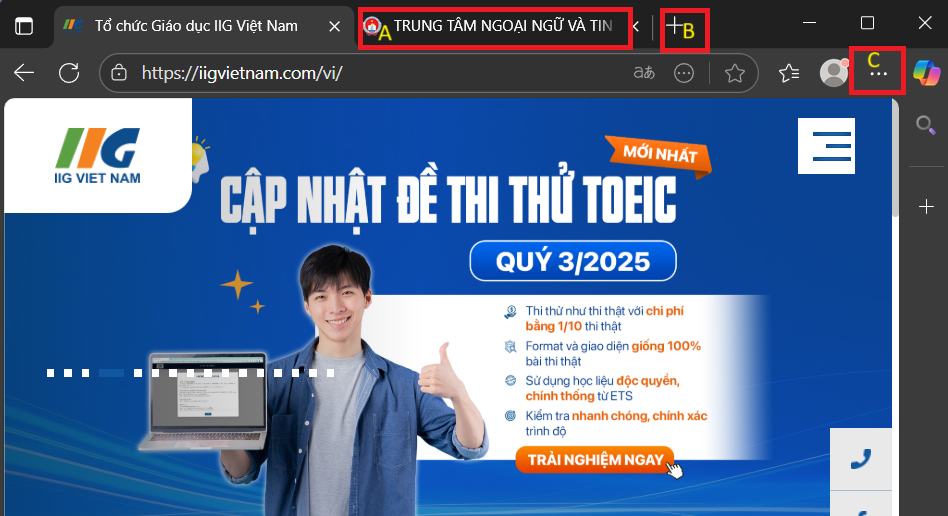 Tổ chức Giáo dục IIG Việt Nam
A
TRUNG TÂM NGOẠI NGỮ VÀ TIN
B
https://iigvietnam.com/vi/
aあ
C
IIG
IIG VIET NAM
MỚI NHẤT
CẬP NHẬT ĐỀ THI THỬ TOEIC
QUÝ 3/2025
Thi thử như thi thật với chi phí
bằng 1/10 thi thật
Format và giao diện giống 100%
bài thi thật
Sử dụng học liệu độc quyền,
chính thống từ ETS
Kiểm tra nhanh chóng, chính xác
trình độ
TRẢI NGHIỆM NGAY